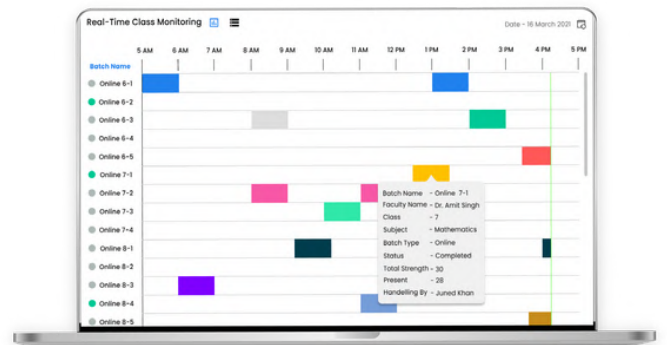 Real-Time Class Monitoring
Date - 16 March 2021
5 AM 6 AM 7 AM 8 AM 9 AM 10 AM 11 AM 12 PM 1 PM 2 PM 3 PM 4 PM 5 PM
Batch Name
Online 6-1
Online 6-2
Online 6-3
Online 6-4
Online 6-5
Online 7-1
Online 7-2
Online 7-3
Online 7-4
Online 8-1
Online 8-2
Online 8-3
Online 8-4
Online 8-5
Batch Name - Online 7-1
Faculty Name - Dr. Amit Singh
Class - 7
Subject - Mathematics
Batch Type - Online
Status - Completed
Total Strength - 30
Present - 28
Handelling By - Juned Khan